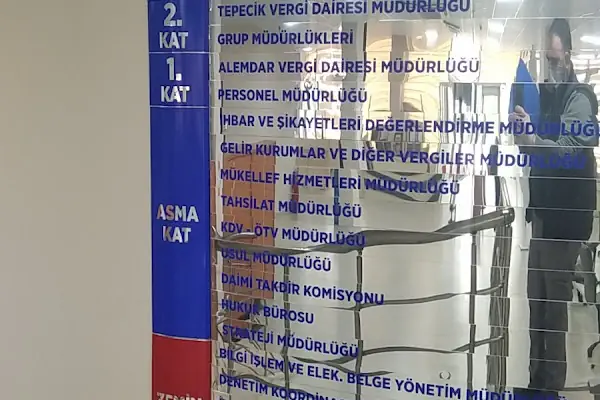 2. KAT
TEPECİK VERGİ DAİRESİ MÜDÜRLÜĞÜ
GRUP MÜDÜRLÜKLERİ
1. KAT
ALEMDAR VERGİ DAİRESİ MÜDÜRLÜĞÜ
PERSONEL MÜDÜRLÜĞÜ
ASMA KAT
İHBAR VE ŞİKAYETLERİ DEĞERLENDİRME MÜDÜRLÜĞÜ
GELİR KURUMLAR VE DİĞER VERGİLER MÜDÜRLÜĞÜ
MÜKELLEF HİZMETLERİ MÜDÜRLÜĞÜ
TAHSİLAT MÜDÜRLÜĞÜ
KDV - ÖTV MÜDÜRLÜĞÜ
USUL MÜDÜRLÜĞÜ
DAİMİ TAKDİR KOMİSYONU
HUKUK BÜROSU
STRATEJİ MÜDÜRLÜĞÜ
BİLGİ İŞLEM VE ELEK. BELGE YÖNETİM MÜDÜRLÜĞÜ
ZEMİN
DENETİM